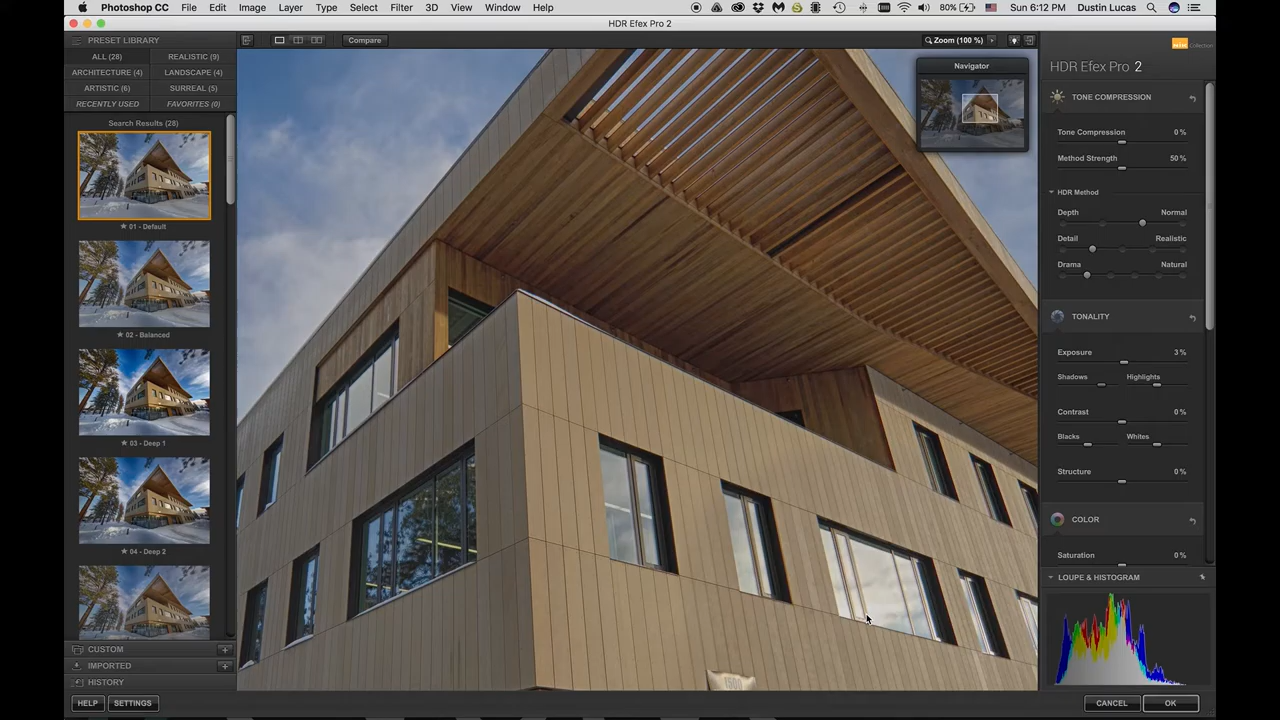 Photoshop CC File Edit Image Layer Type Select Filter 3D View Window Help 80% Sun 6:12 PM Dustin Lucas
HDR Efex Pro 2
PRESET LIBRARY
ALL (28) REALISTIC (9)
ARCHITECTURE (4) LANDSCAPE (4)
ARTISTIC (6) SURREAL (5)
RECENTLY USED FAVORITES (0)
Search Results (28)
01 - Default
02 - Balanced
03 - Deep 1
04 - Deep 2
CUSTOM
IMPORTED
HISTORY
HELP SETTINGS
Compare
Zoom (100 %)
Navigator
1500
Collection
HDR Efex Pro 2
TONE COMPRESSION
Tone Compression 0 %
Method Strength 50 %
HDR Method
Depth Normal
Detail Realistic
Drama Natural
TONALITY
Exposure 3 %
Shadows Highlights
Contrast 0 %
Blacks Whites
Structure 0 %
COLOR
Saturation 0 %
LOUPE & HISTOGRAM
CANCEL OK